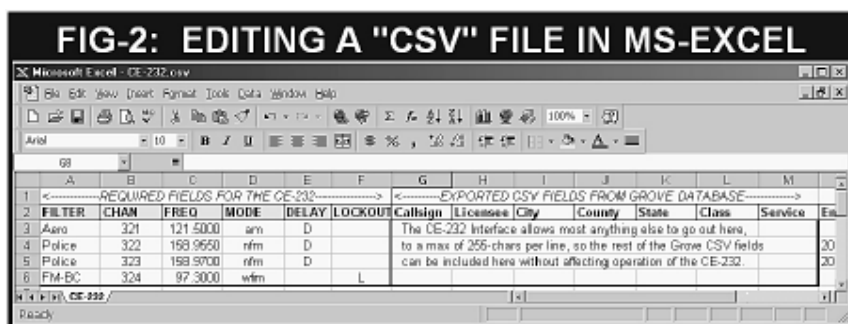 FIG-2: EDITING A "CSV" FILE IN MS-EXCEL
Microsoft Excel - CE-232.csv
File Edit View Insert Format Tools Data Window Help
100%
Arial 10 B I U
G8 =
A B C D E F G H I J K L M
1 <-----------REQUIRED FIELDS FOR THE CE-232-----------> <-----------EXPORTED CSV FIELDS FROM GROVE DATABASE----------->
2 FILTER CHAN FREQ MODE DELAY LOCKOUT Callsign Licensee City County State Class Service En
3 Aero 321 121.5000 am D The CE-232 Interface allows most anything else to go out here,
4 Police 322 158.9550 nfm D to a max of 255-chars per line, so the rest of the Grove CSV fields 20
5 Police 323 158.9700 nfm D can be included here without affecting operation of the CE-232. 20
6 FM-BC 324 97.3000 wfm L
CE-232
Ready